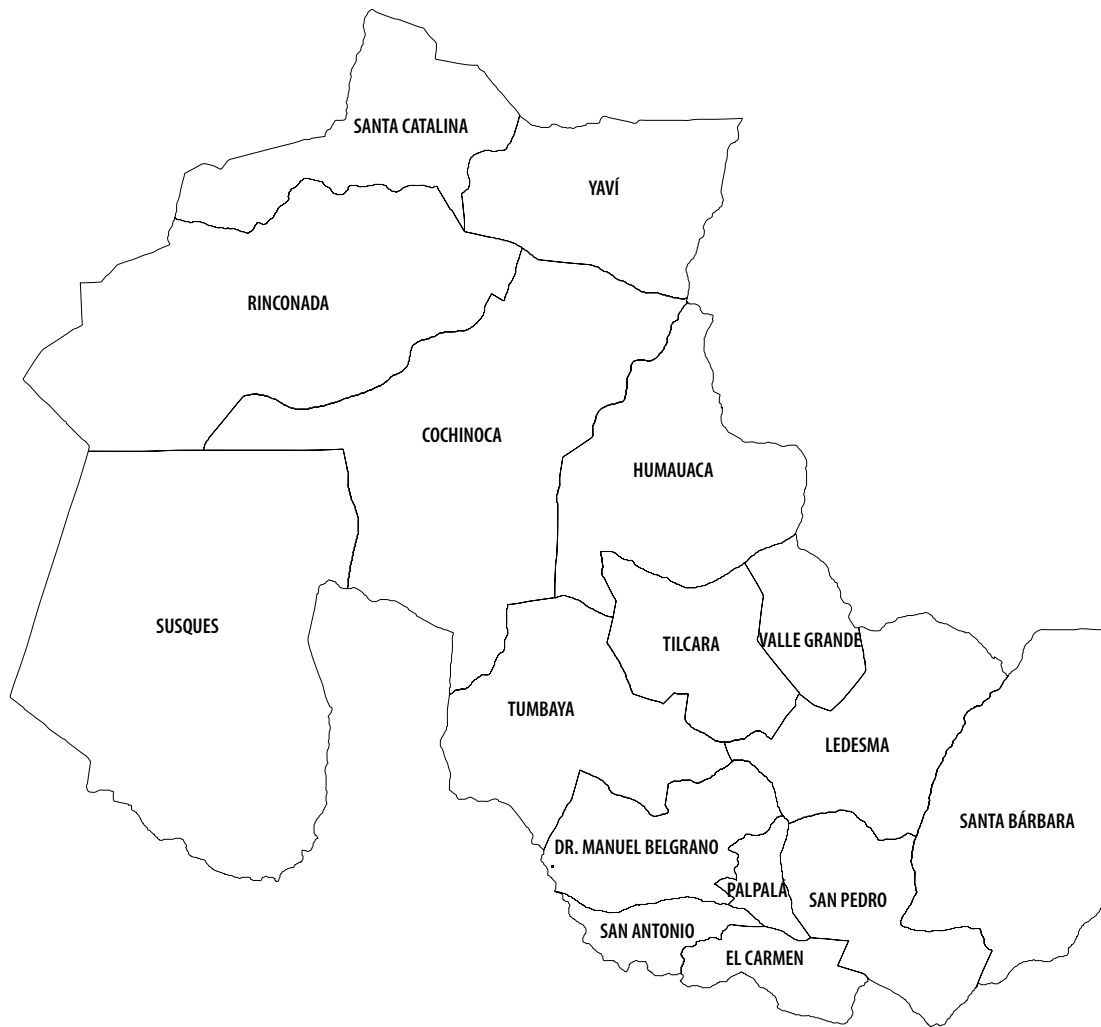 SANTA CATALINA
YAVÍ
RINCONADA
COCHINOCA
HUMAUACA
SUSQUES
TILCARA
VALLE GRANDE
TUMBAYA
LEDESMA
SANTA BÁRBARA
DR. MANUEL BELGRANO
PALPALÁ
SAN PEDRO
SAN ANTONIO
EL CARMEN